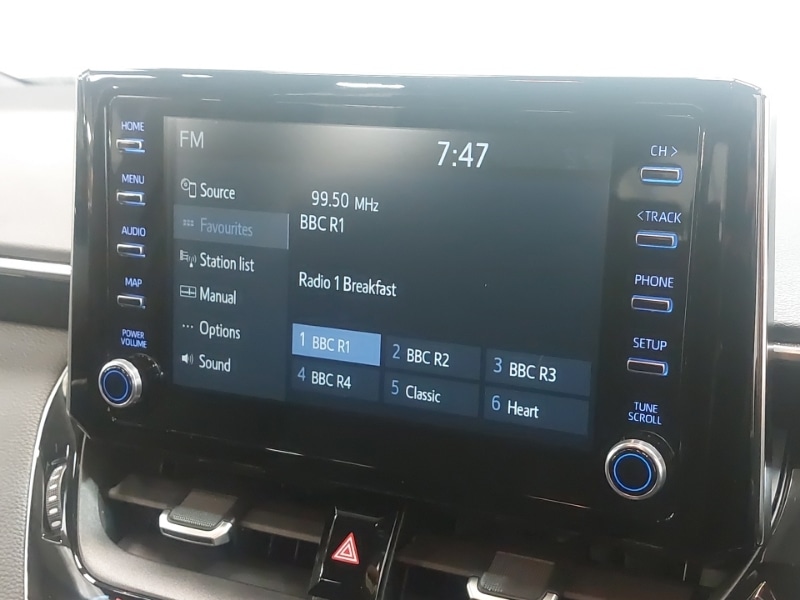 HOME
MENU
AUDIO
MAP
POWER
VOLUME
FM
7:47
Source
Favourites
Station list
Manual
Options
Sound
99.50 MHz
BBC R1
Radio 1 Breakfast
1 BBC R1
2 BBC R2
3 BBC R3
4 BBC R4
5 Classic
6 Heart
CH >
< TRACK
PHONE
SETUP
TUNE
SCROLL